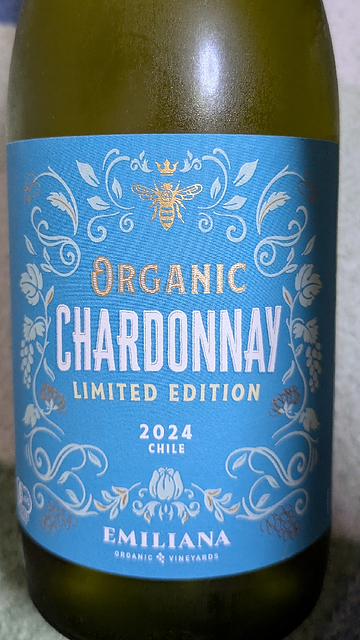 ORGANIC
CHARDONNAY
LIMITED EDITION
2024
CHILE
EMILIANA
ORGANIC VINEYARDS